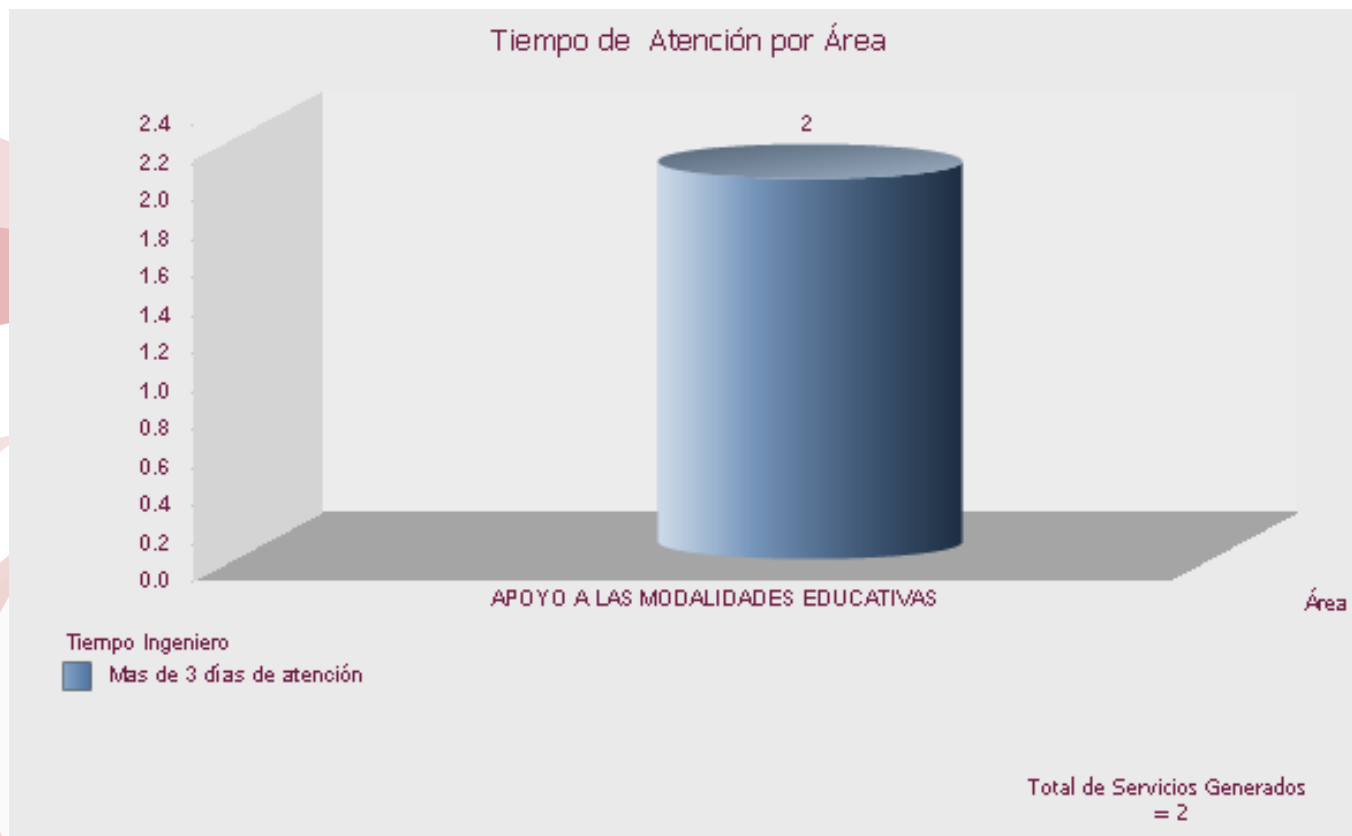 Tiempo de Atención por Área
2
2.4
2.2
2.0
1.8
1.6
1.4
1.2
1.0
0.8
0.6
0.4
0.2
0.0
APOYO A LAS MODALIDADES EDUCATIVAS
Área
Tiempo Ingeniero
Mas de 3 días de atención
Total de Servicios Generados
= 2